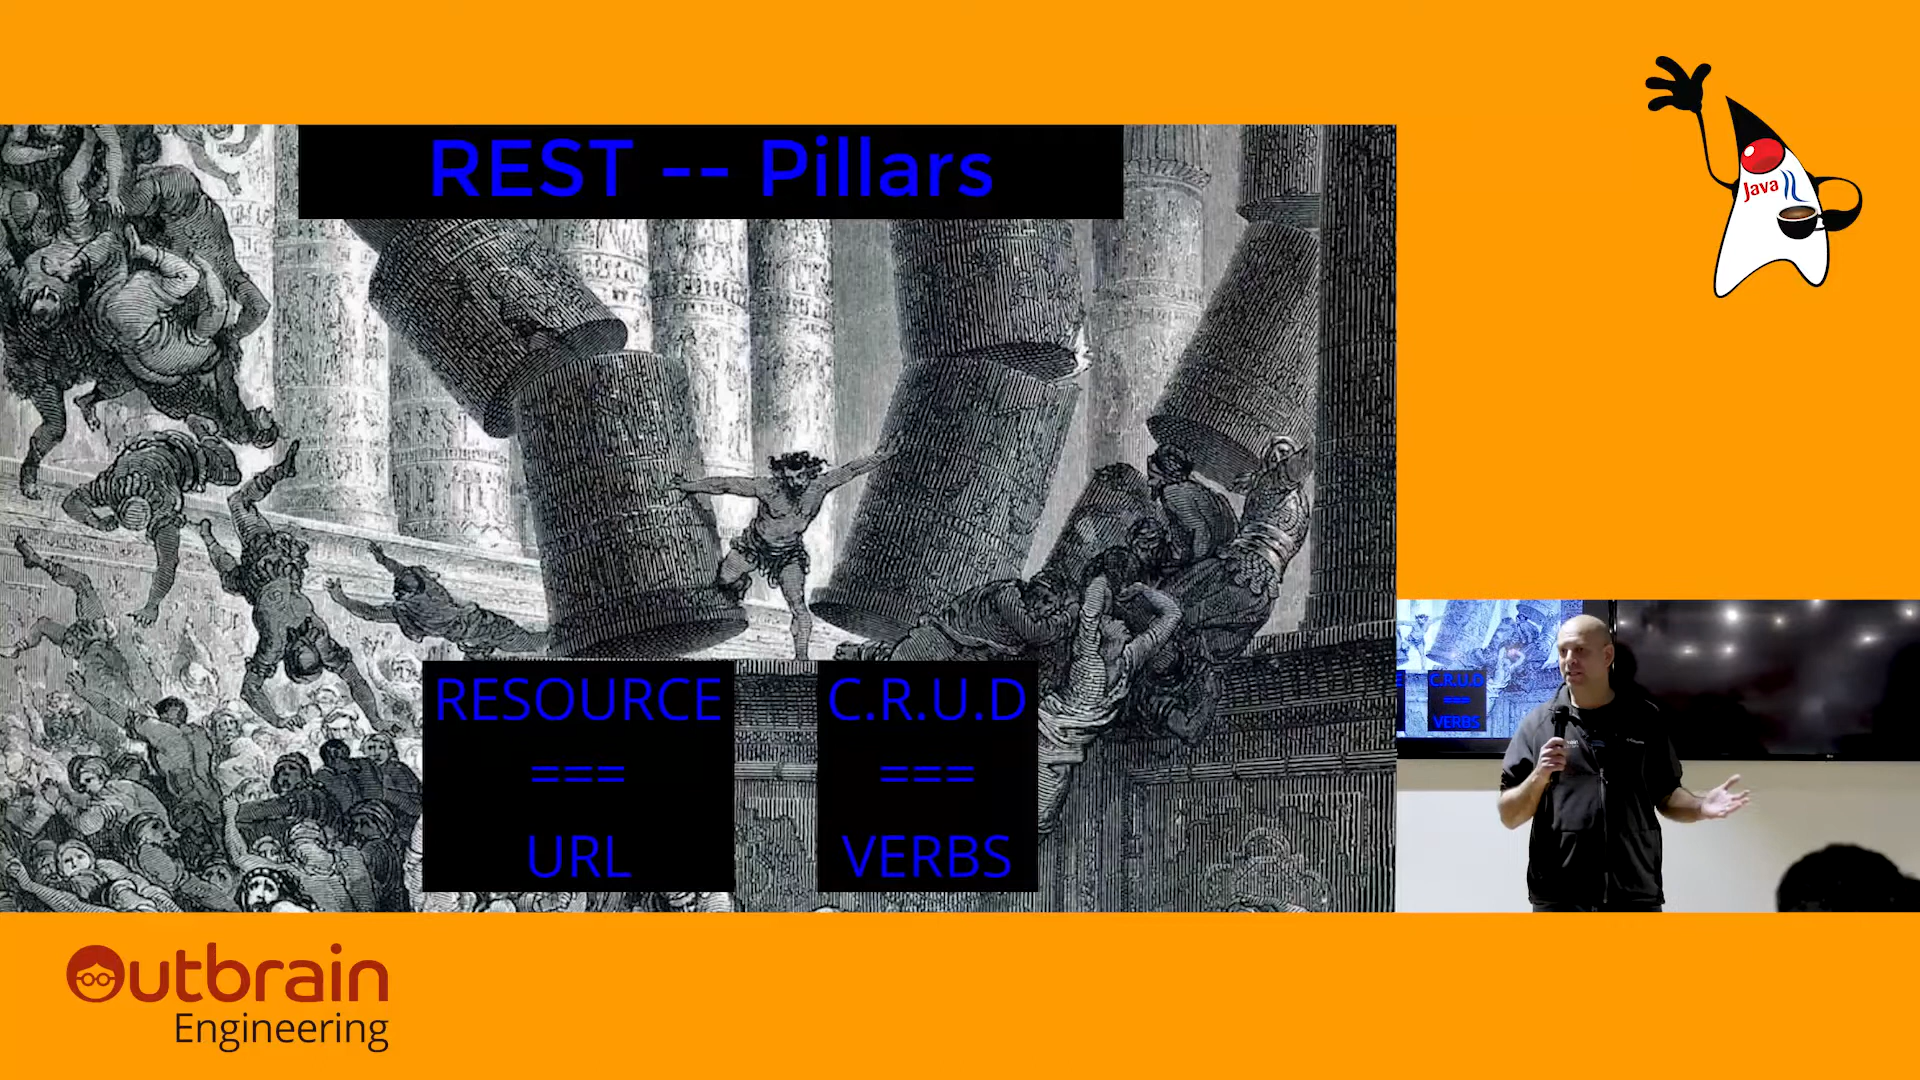 REST -- Pillars
Java
RESOURCE
===
URL
C.R.U.D
===
VERBS
C.R.U.D
===
VERBS
Outbrain
Engineering